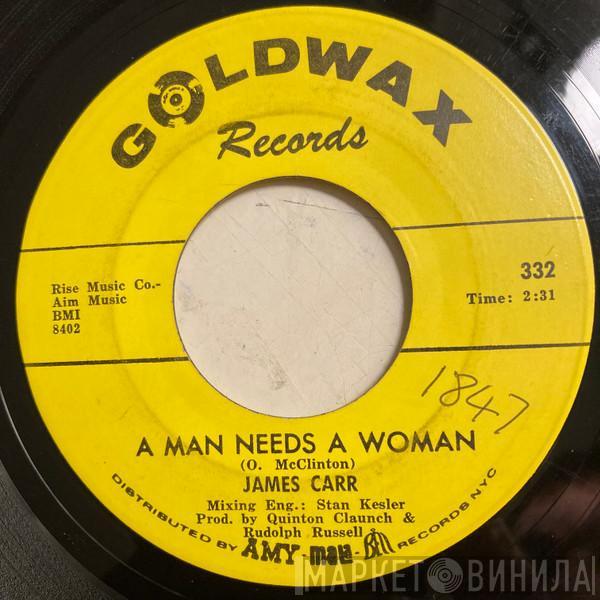 GOLDWAX
Records
Rise Music Co.-
Aim Music
BMI
8402
332
Time: 2:31
1847
A MAN NEEDS A WOMAN
(O. McClinton)
JAMES CARR
Mixing Eng.: Stan Kesler
Prod. by Quinton Claunch &
Rudolph Russell
DISTRIBUTED BY AMY - mala - Bell RECORDS NYC
МАРКЕТ ВИНИЛА